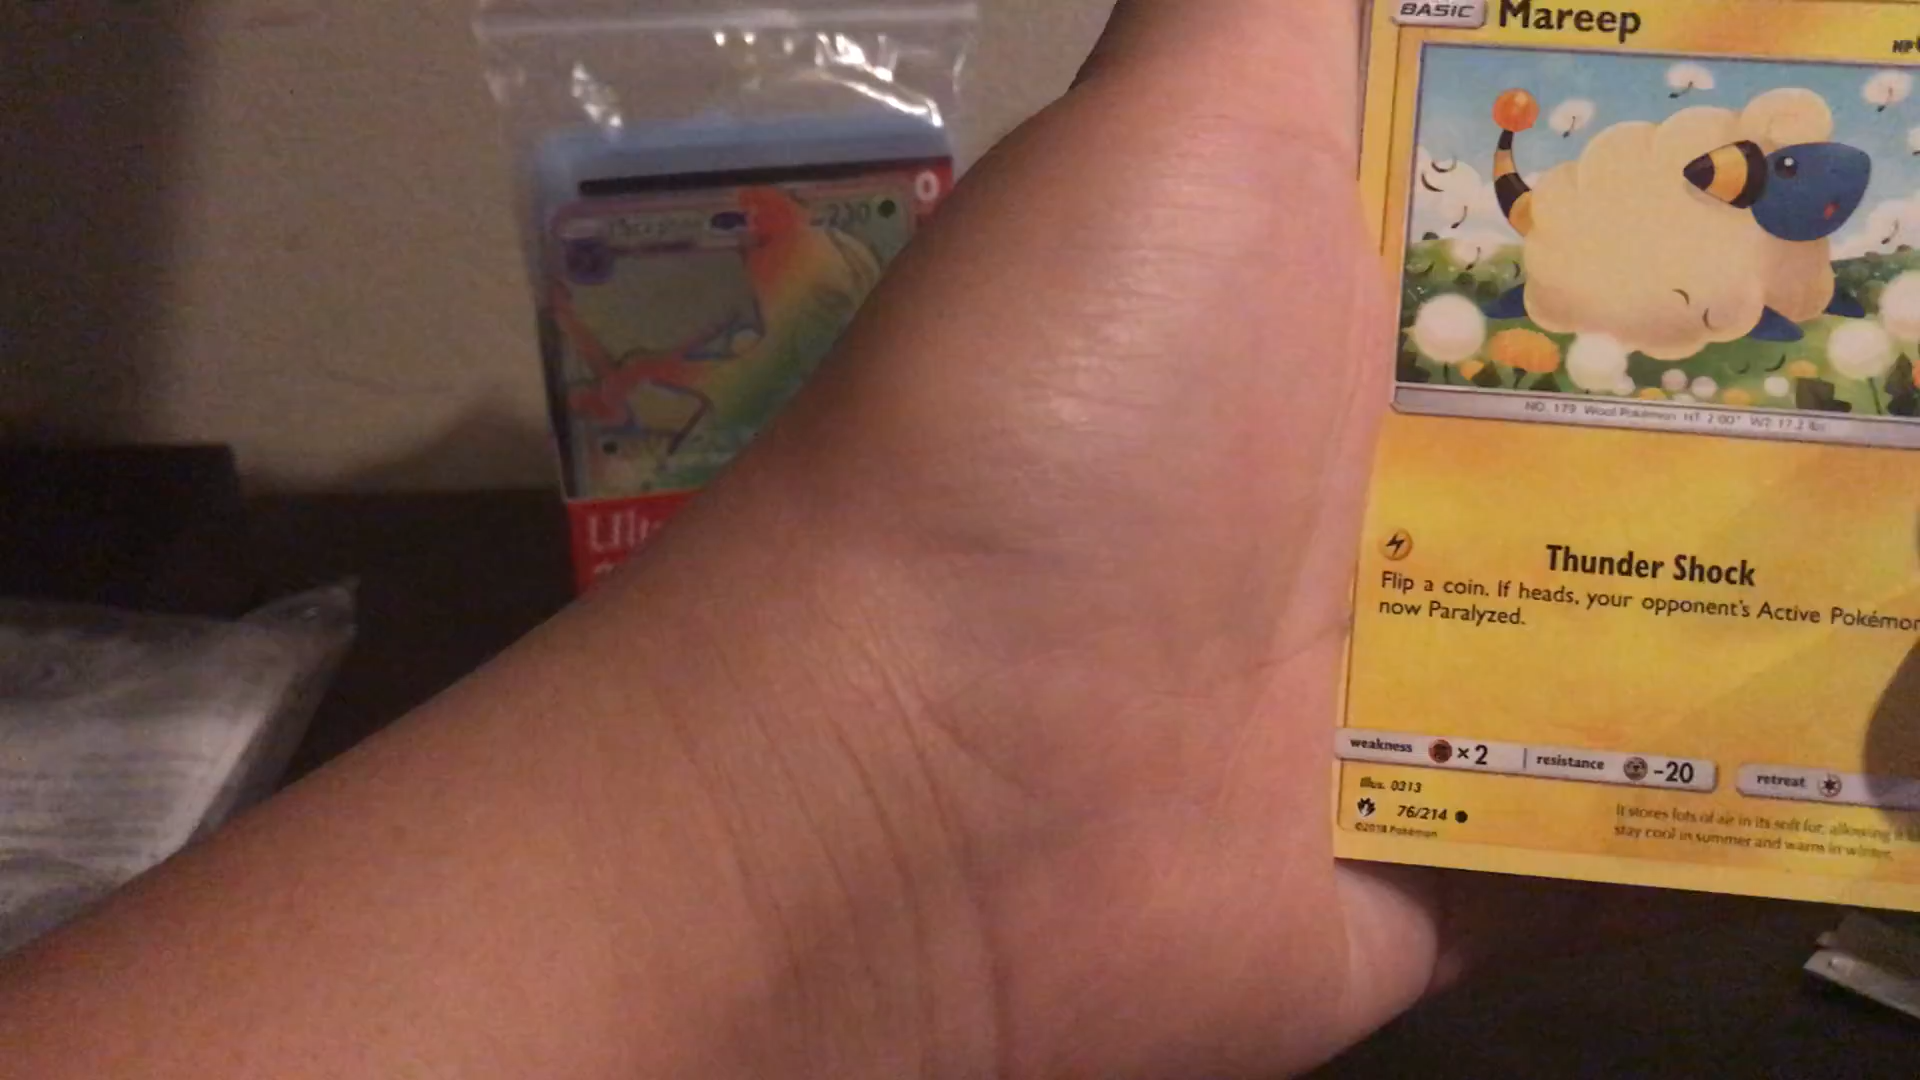 BASIC Mareep
HP
NO. 179 Wool Pokémon HT: 2'00" WT: 17.2 lbs
Thunder Shock
Flip a coin. If heads, your opponent's Active Pokémon
now Paralyzed.
weakness ×2 resistance -20 retreat
Illus. 0313
76/214
©2018 Pokémon
It stores lots of air in its soft fur, allowing it
stay cool in summer and warm in winter.
230